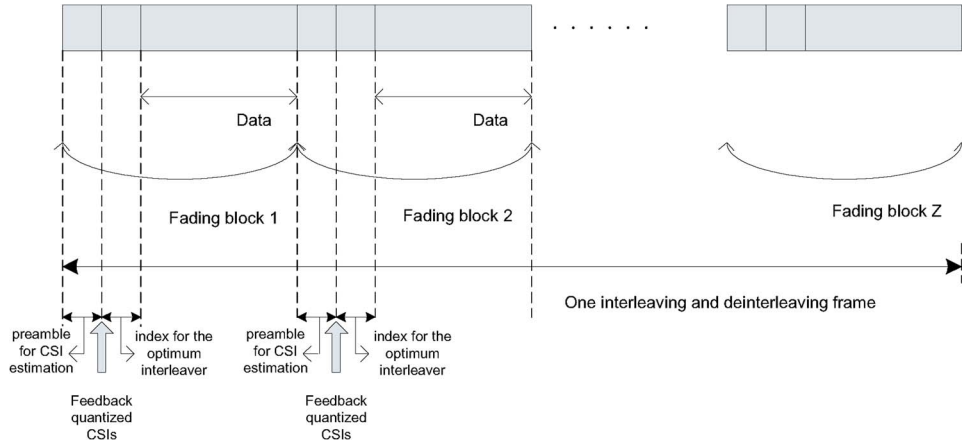 Data
Data
Fading block 1
Fading block 2
Fading block Z
One interleaving and deinterleaving frame
preamble
for CSI
estimation
index for the
optimum
interleaver
preamble
for CSI
estimation
index for the
optimum
interleaver
Feedback
quantized
CSIs
Feedback
quantized
CSIs